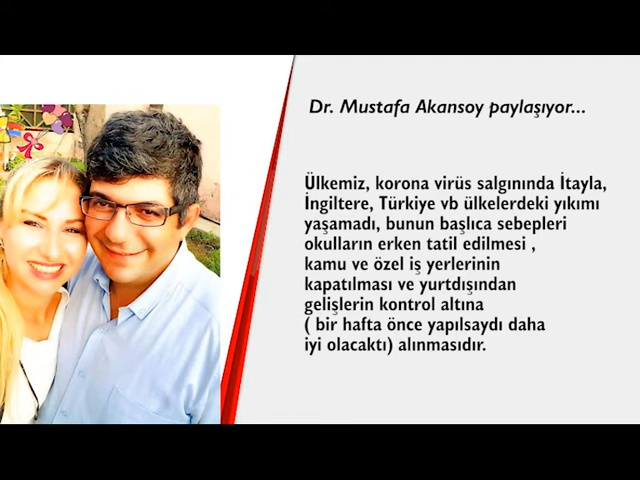 Dr. Mustafa Akansoy paylaşıyor...
Ülkemiz, korona virüs salgınında İtayla,
İngiltere, Türkiye vb ülkelerdeki yıkımı
yaşamadı, bunun başlıca sebepleri
okulların erken tatil edilmesi ,
kamu ve özel iş yerlerinin
kapatılması ve yurtdışından
gelişlerin kontrol altına
( bir hafta önce yapılsaydı daha
iyi olacaktı) alınmasıdır.